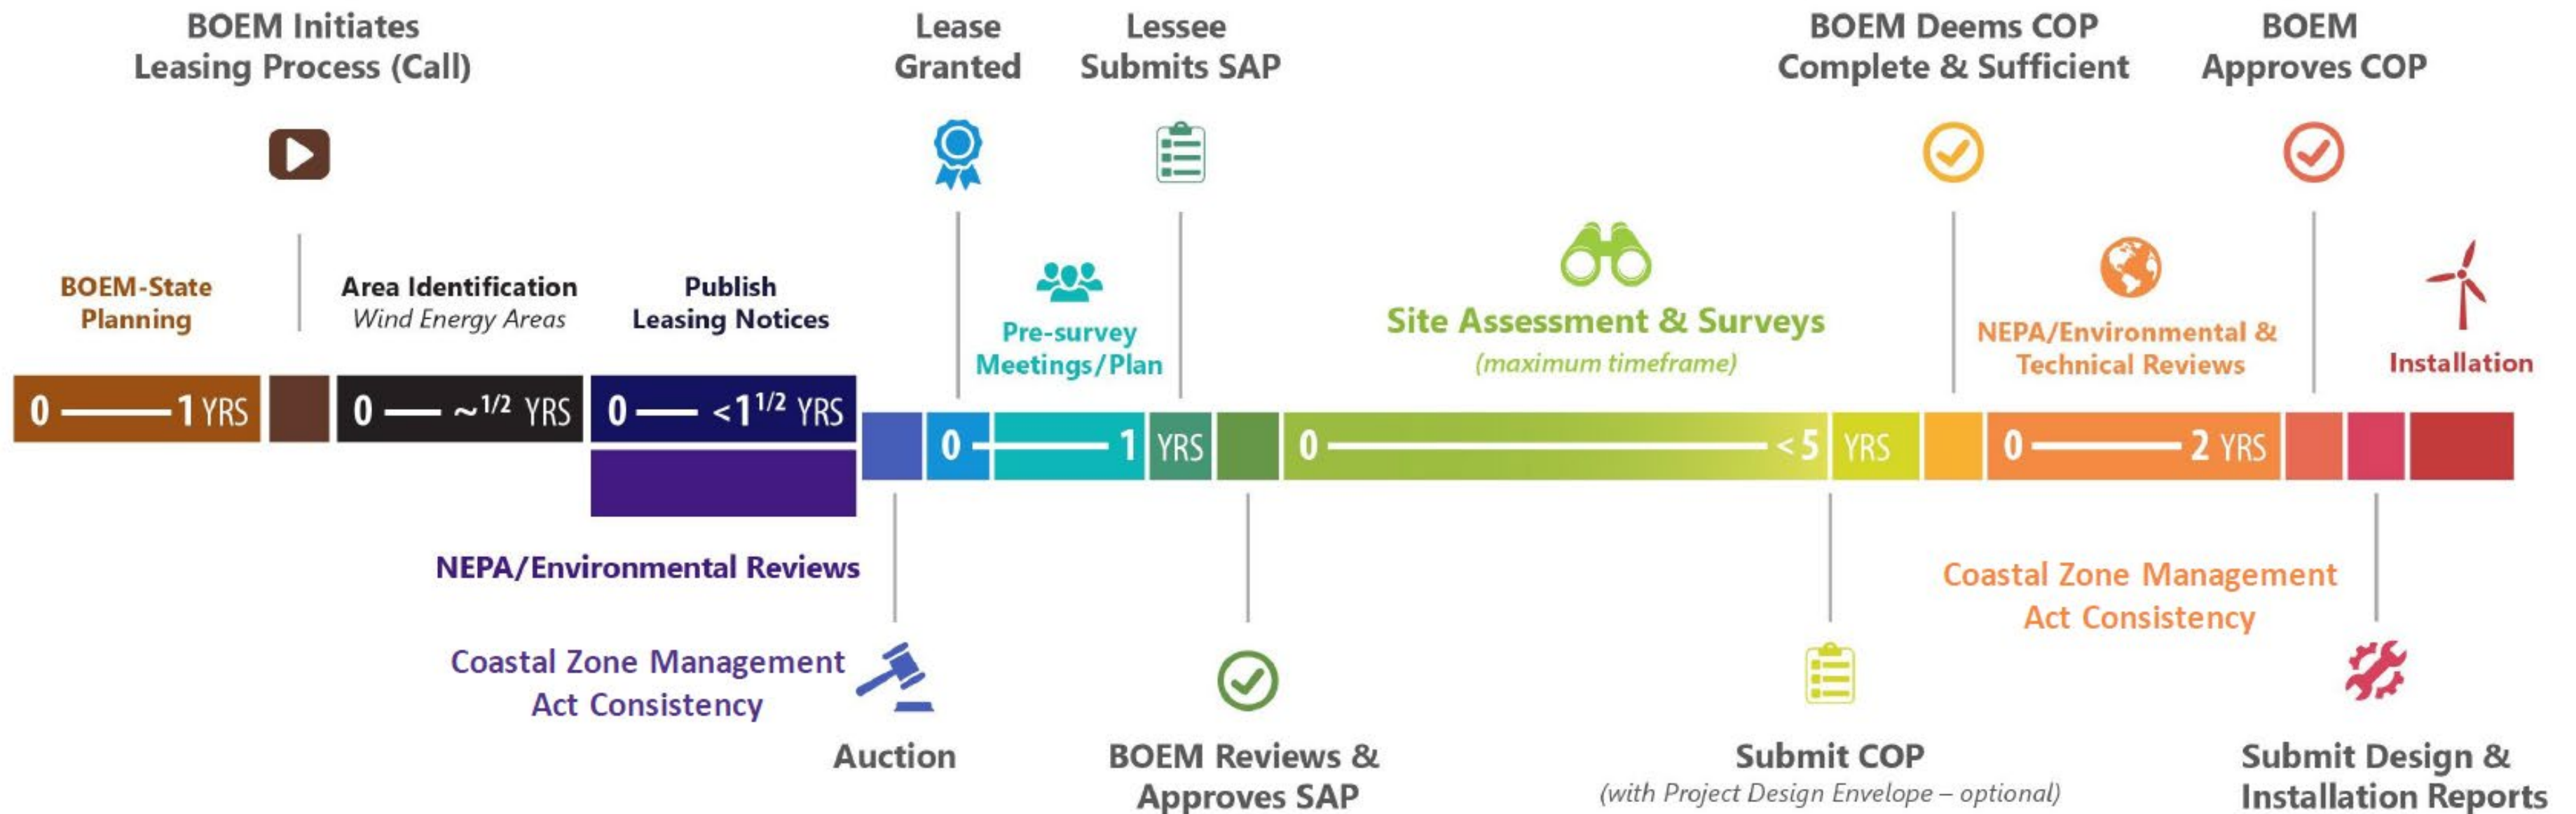 BOEM Initiates
Leasing Process (Call)
Lease
Granted
Lessee
Submits SAP
BOEM Deems COP
Complete & Sufficient
BOEM
Approves COP
BOEM-State
Planning
Area Identification
Wind Energy Areas
Publish
Leasing Notices
Pre-survey
Meetings/Plan
Site Assessment & Surveys
(maximum timeframe)
NEPA/Environmental &
Technical Reviews
Installation
0 1 YRS
0 ~1/2 YRS
0 <1 1/2 YRS
0 1 YRS
0 <5 YRS
0 2 YRS
NEPA/Environmental Reviews
Coastal Zone Management
Act Consistency
Auction
BOEM Reviews &
Approves SAP
Submit COP
(with Project Design Envelope – optional)
Coastal Zone Management
Act Consistency
Submit Design &
Installation Reports